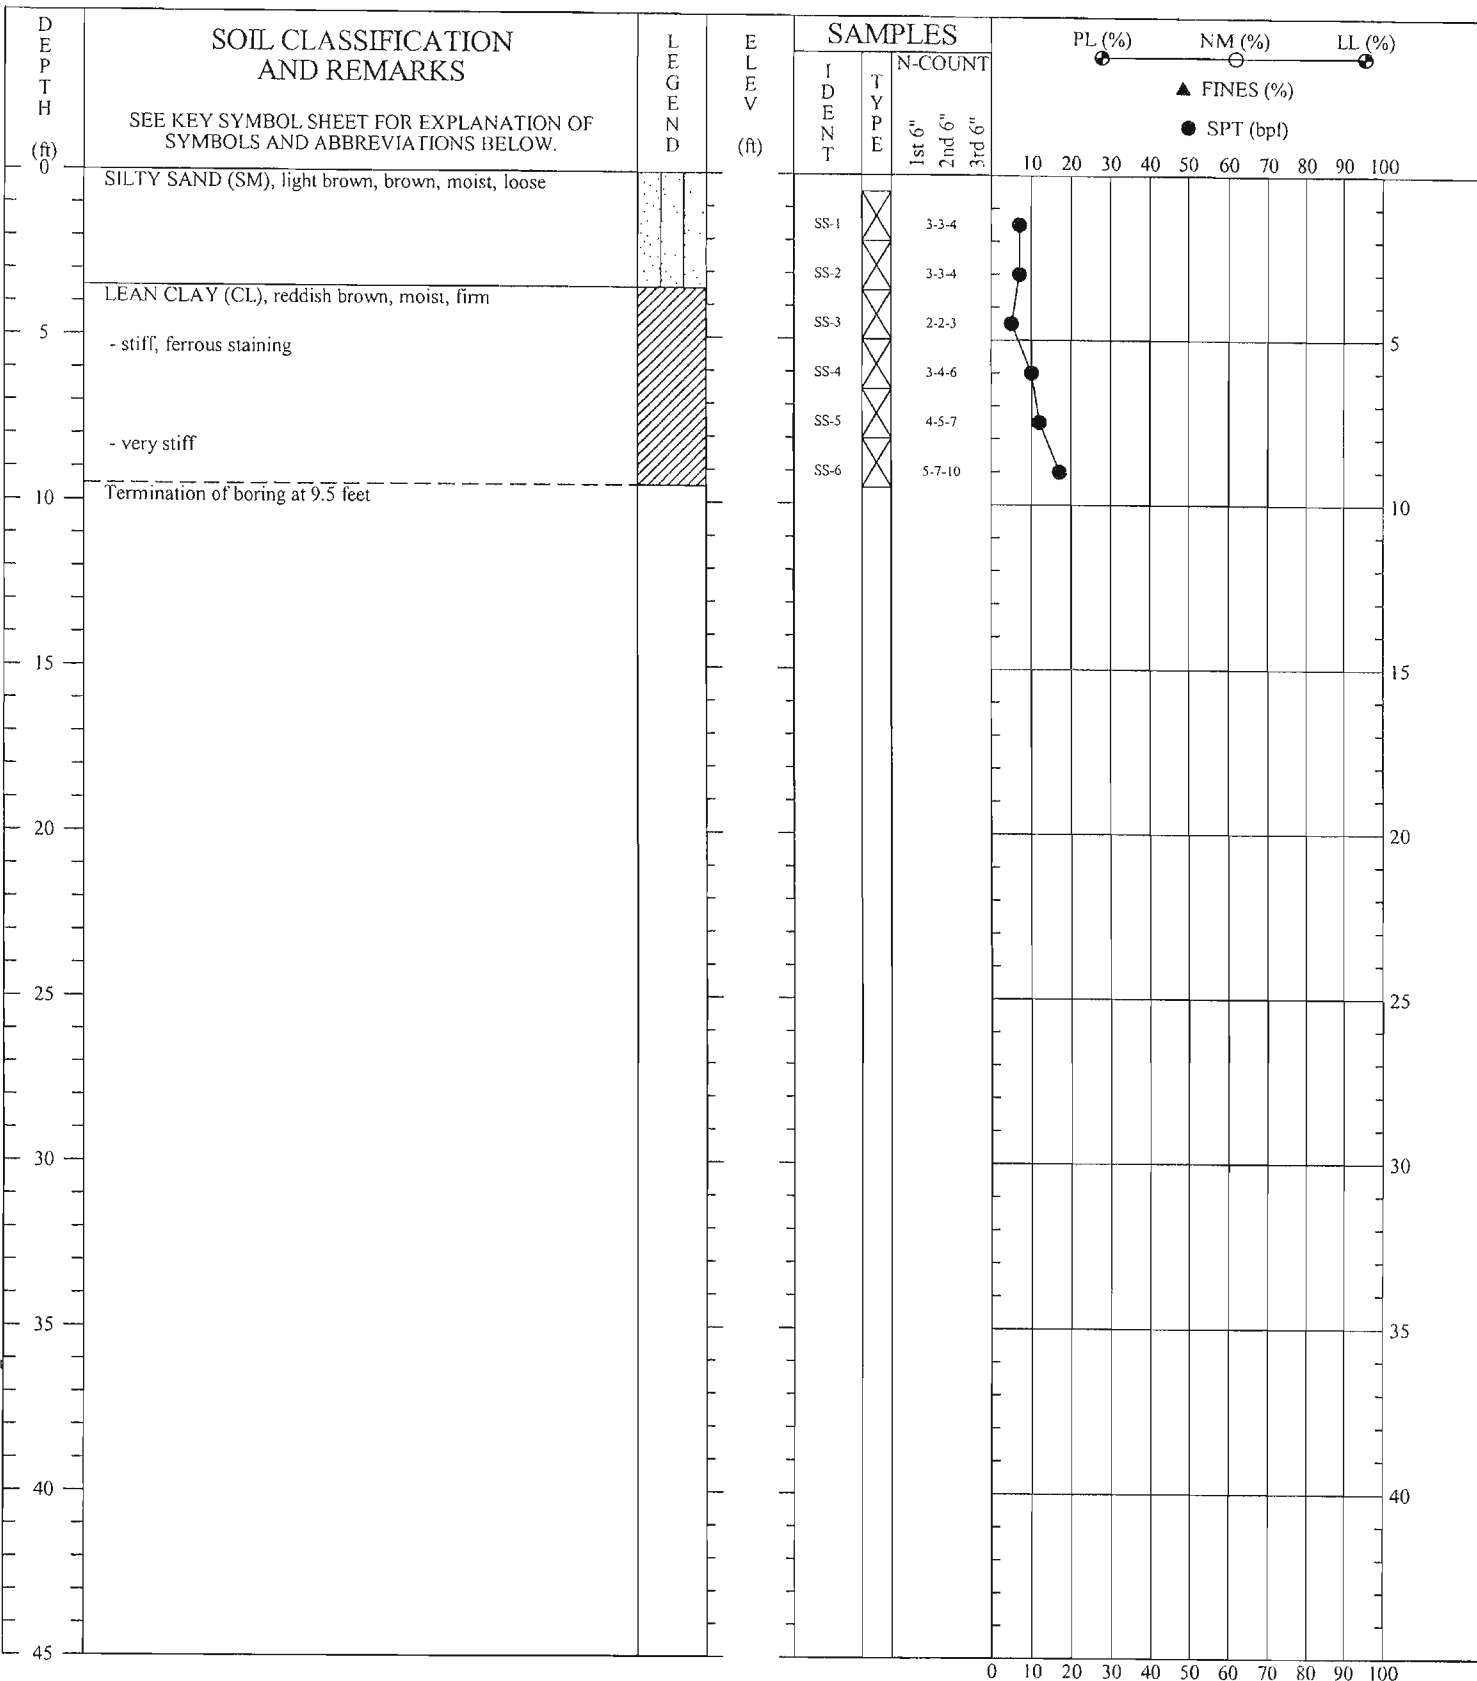 DEPTH (ft)
SOIL CLASSIFICATION
AND REMARKS
SEE KEY SYMBOL SHEET FOR EXPLANATION OF
SYMBOLS AND ABBREVIATIONS BELOW.
LEGEND
ELEV (ft)
SAMPLES
IDENT
TYPE
N-COUNT
1st 6"
2nd 6"
3rd 6"
PL (%) NM (%) LL (%)
▲ FINES (%)
● SPT (bpf)
10 20 30 40 50 60 70 80 90 100
0
SILTY SAND (SM), light brown, brown, moist, loose
SS-1 3-3-4
SS-2 3-3-4
LEAN CLAY (CL), reddish brown, moist, firm
SS-3 2-2-3
5 5
- stiff, ferrous staining
SS-4 3-4-6
SS-5 4-5-7
- very stiff
SS-6 5-7-10
10 10
Termination of boring at 9.5 feet
15 15
20 20
25 25
30 30
35 35
40 40
45
0 10 20 30 40 50 60 70 80 90 100